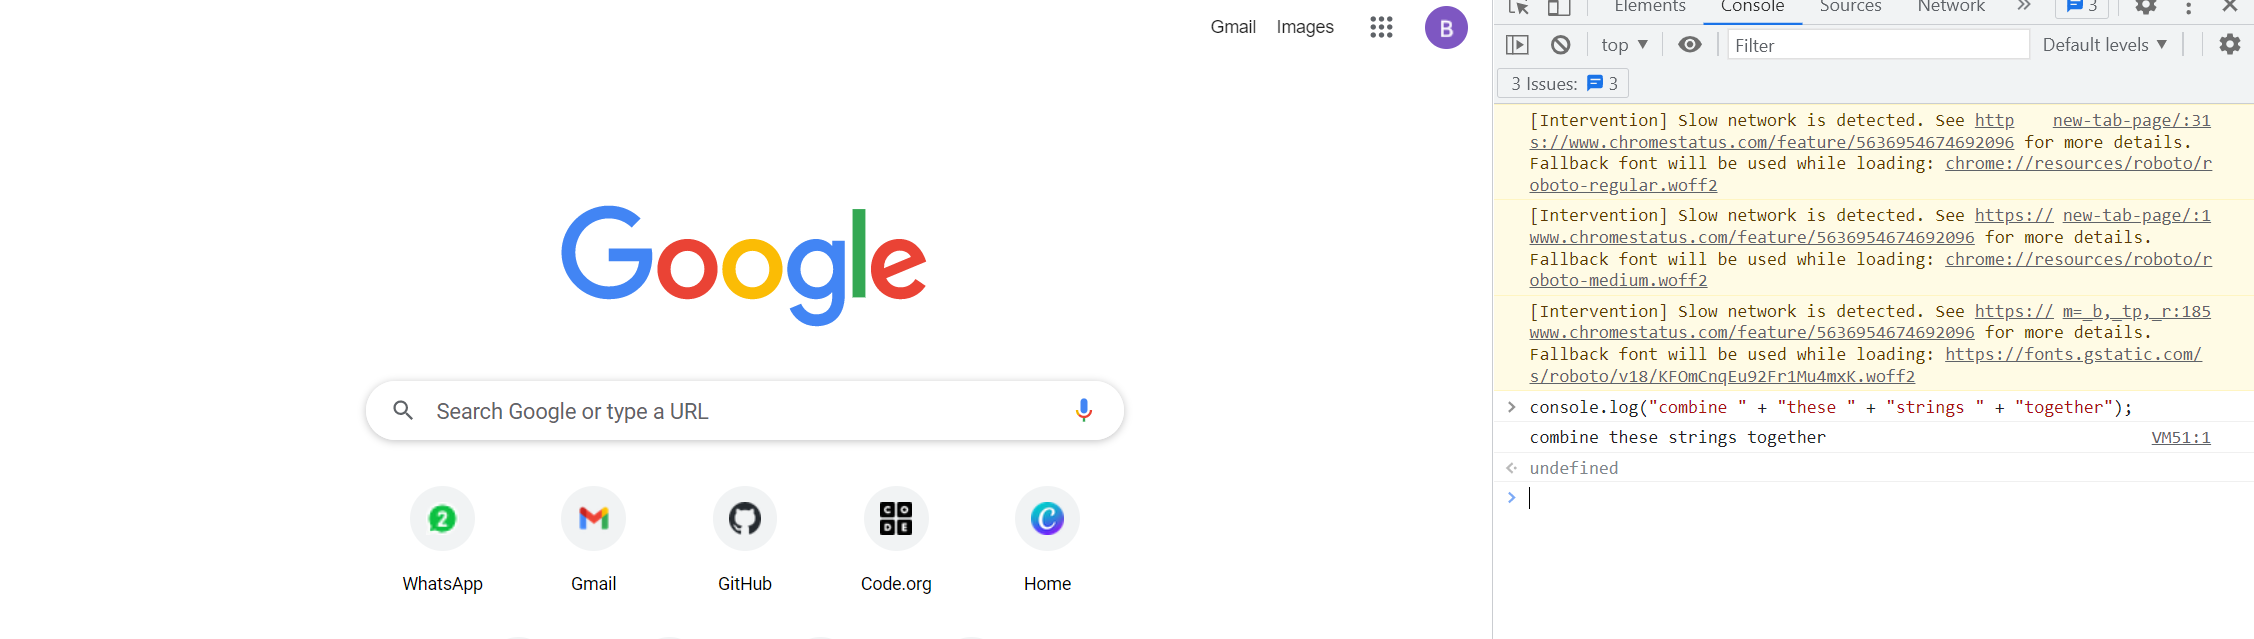 Gmail Images B
Google
Search Google or type a URL
2
CO
DE
C
WhatsApp Gmail GitHub Code.org Home
Elements Console Sources Network » 3
top ▼ Filter Default levels ▼
3 Issues: 3
[Intervention] Slow network is detected. See http new-tab-page/:31
s://www.chromestatus.com/feature/5636954674692096 for more details.
Fallback font will be used while loading: chrome://resources/roboto/r
oboto-regular.woff2
[Intervention] Slow network is detected. See https:// new-tab-page/:1
www.chromestatus.com/feature/5636954674692096 for more details.
Fallback font will be used while loading: chrome://resources/roboto/r
oboto-medium.woff2
[Intervention] Slow network is detected. See https:// m=_b,_tp,_r:185
www.chromestatus.com/feature/5636954674692096 for more details.
Fallback font will be used while loading: https://fonts.gstatic.com/
s/roboto/v18/KFOmCnqEu92Fr1Mu4mxK.woff2
> console.log("combine " + "these " + "strings " + "together");
combine these strings together VM51:1
undefined
>